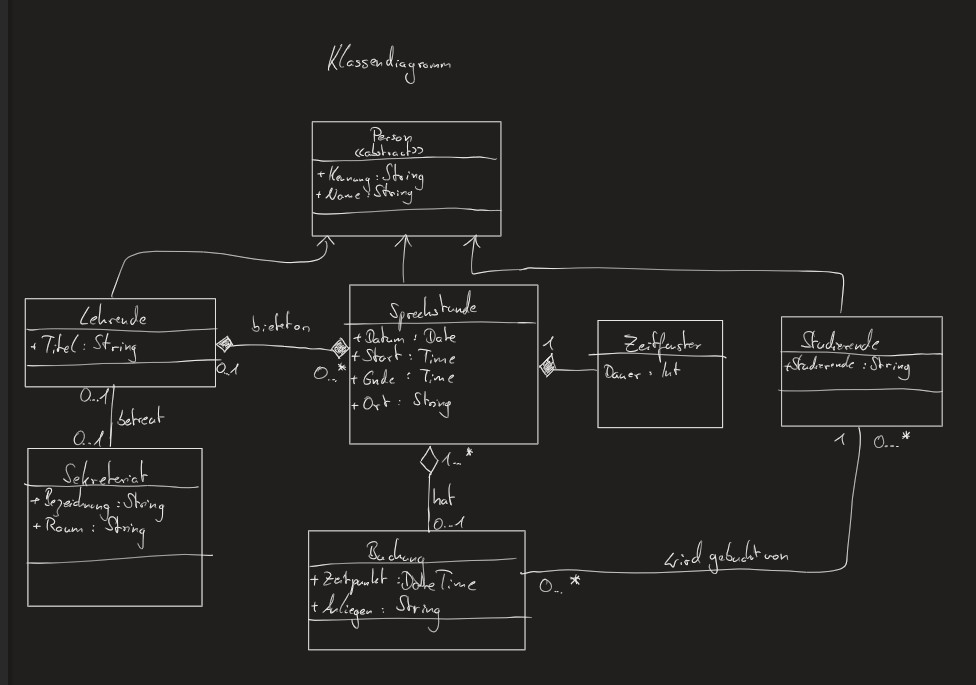 Klassendiagramm
Person
<<abstract>>
+ Kennung : String
+ Name : String
Lehrende
+ Titel : String
bieten
0..1
0..*
Sprechstunde
+ Datum : Date
+ Start : Time
+ Ende : Time
+ Ort : String
1
Zeitfenster
Dauer : Int
Studierende
+Studierende : String
0..1
betreut
0..1
Sekretariat
+ Bezeichnung : String
+ Raum : String
1..*
hat
0..1
Buchung
+ Zeitpunkt : DateTime
+ Anliegen : String
0..*
wird gebucht von
1
0...*